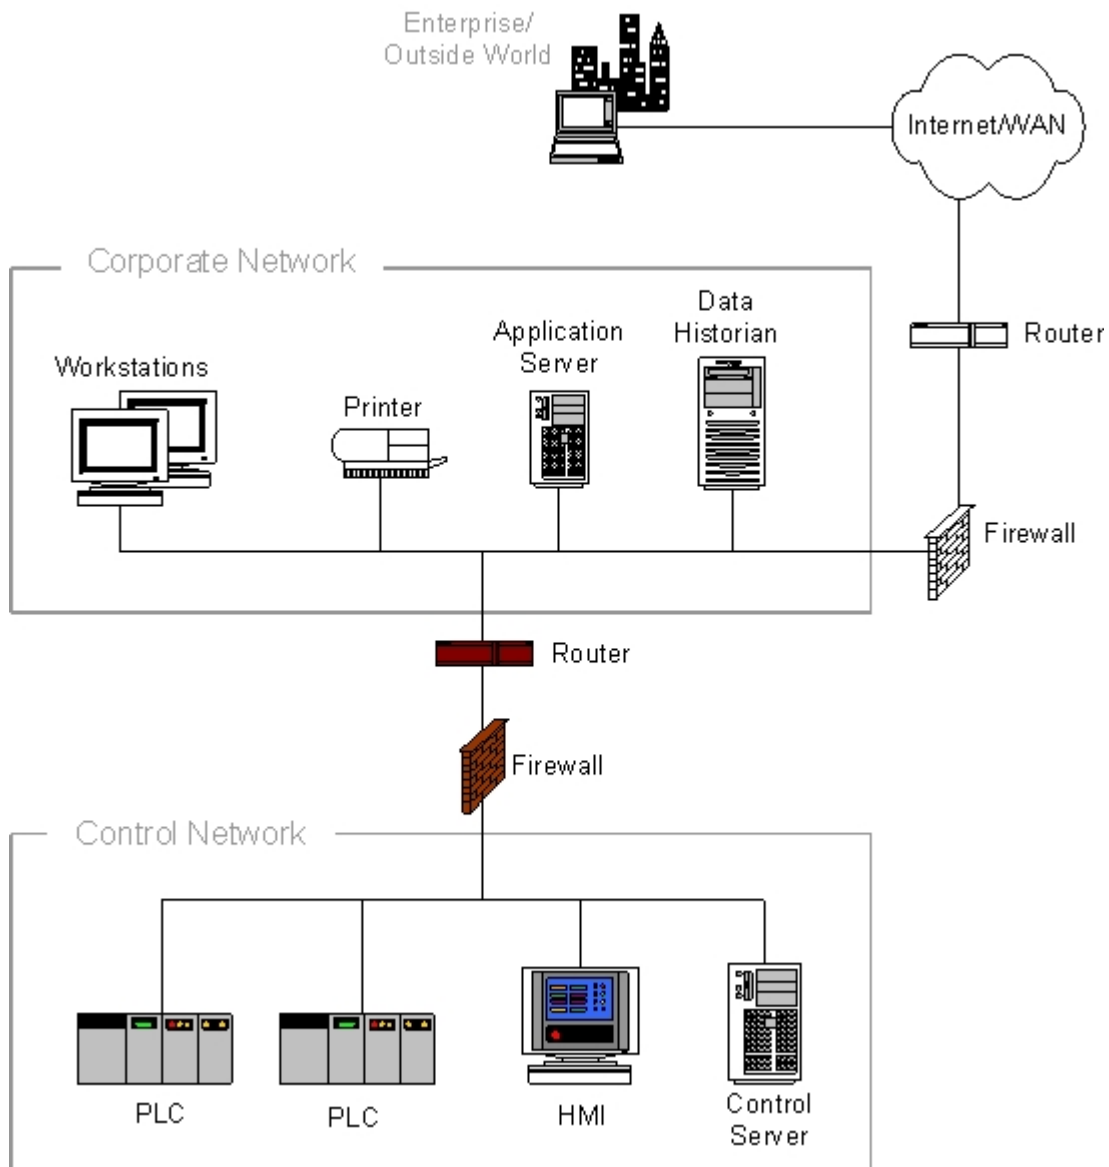 Enterprise/
Outside World
Internet/WAN
Corporate Network
Data
Historian
Application
Server
Router
Workstations
Printer
Firewall
Router
Firewall
Control Network
PLC
PLC
HMI
Control
Server